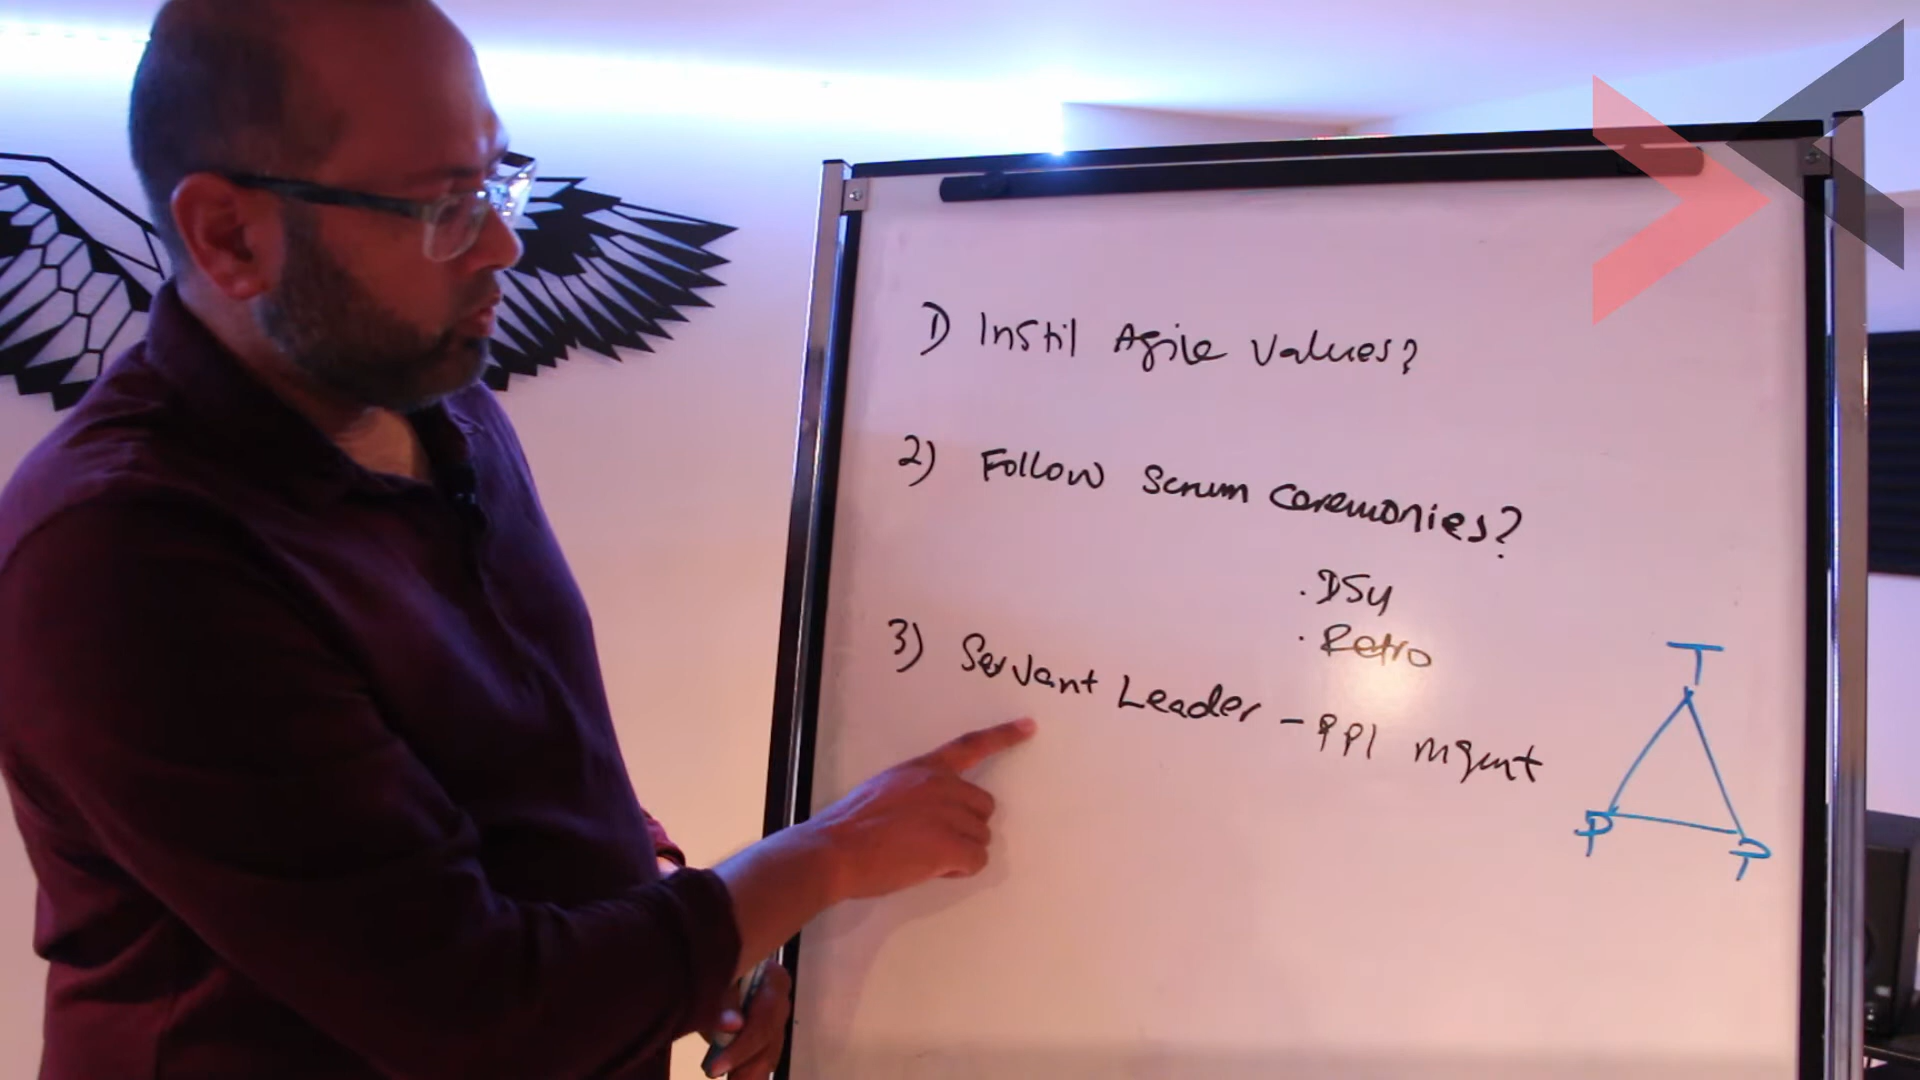 1) Instil Agile Values?
2) Follow Scrum Ceremonies?
. DSU
. Retro
3) Servant Leader - PPl mgmt
T
P
P